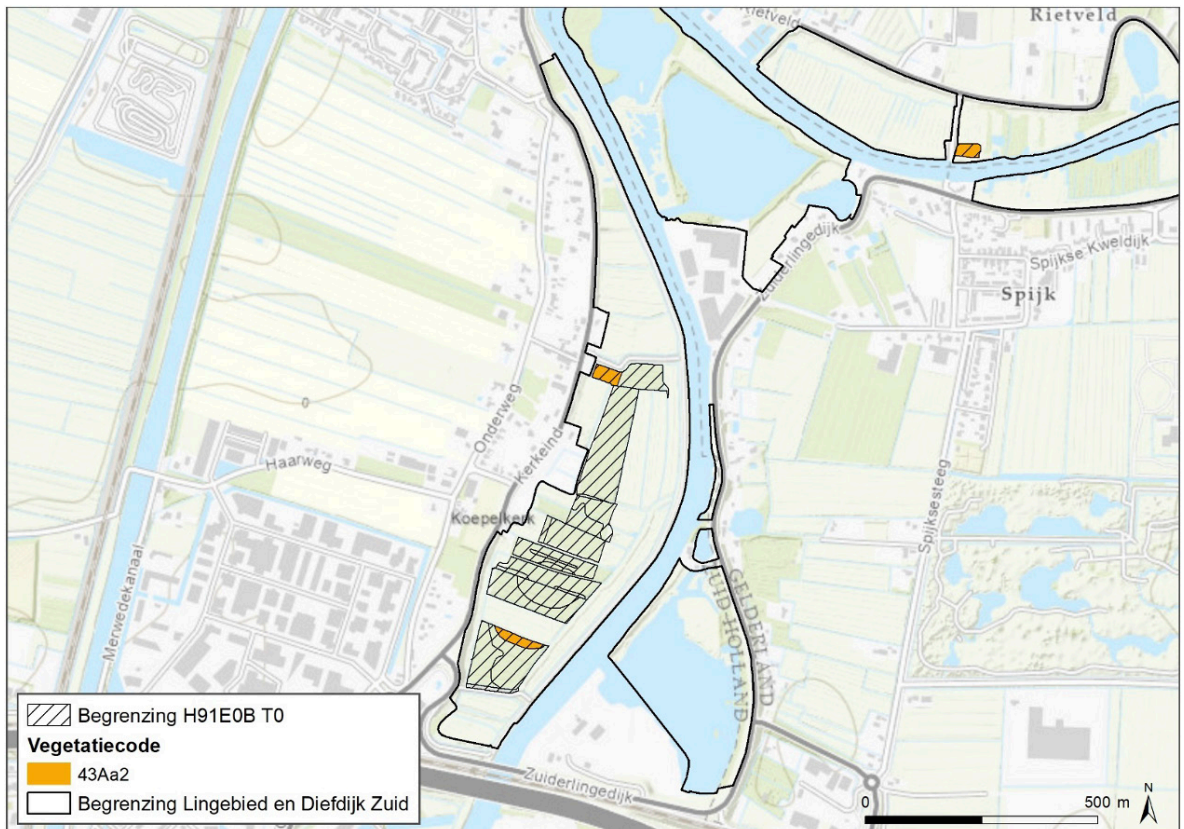 Rietveld
Rietveld
Zuiderlingedijk
Spijkse Kweldijk
Spijk
Onderweg
0
Kerkeind
Haarweg
Koepelkerk
Spijksesteeg
Merwedekanaal
GELDERLAND
ZUID-HOLLAND
Zuiderlingedijk
Begrenzing H91E0B T0
Vegetatiecode
43Aa2
Begrenzing Lingebied en Diefdijk Zuid
0 500 m
N